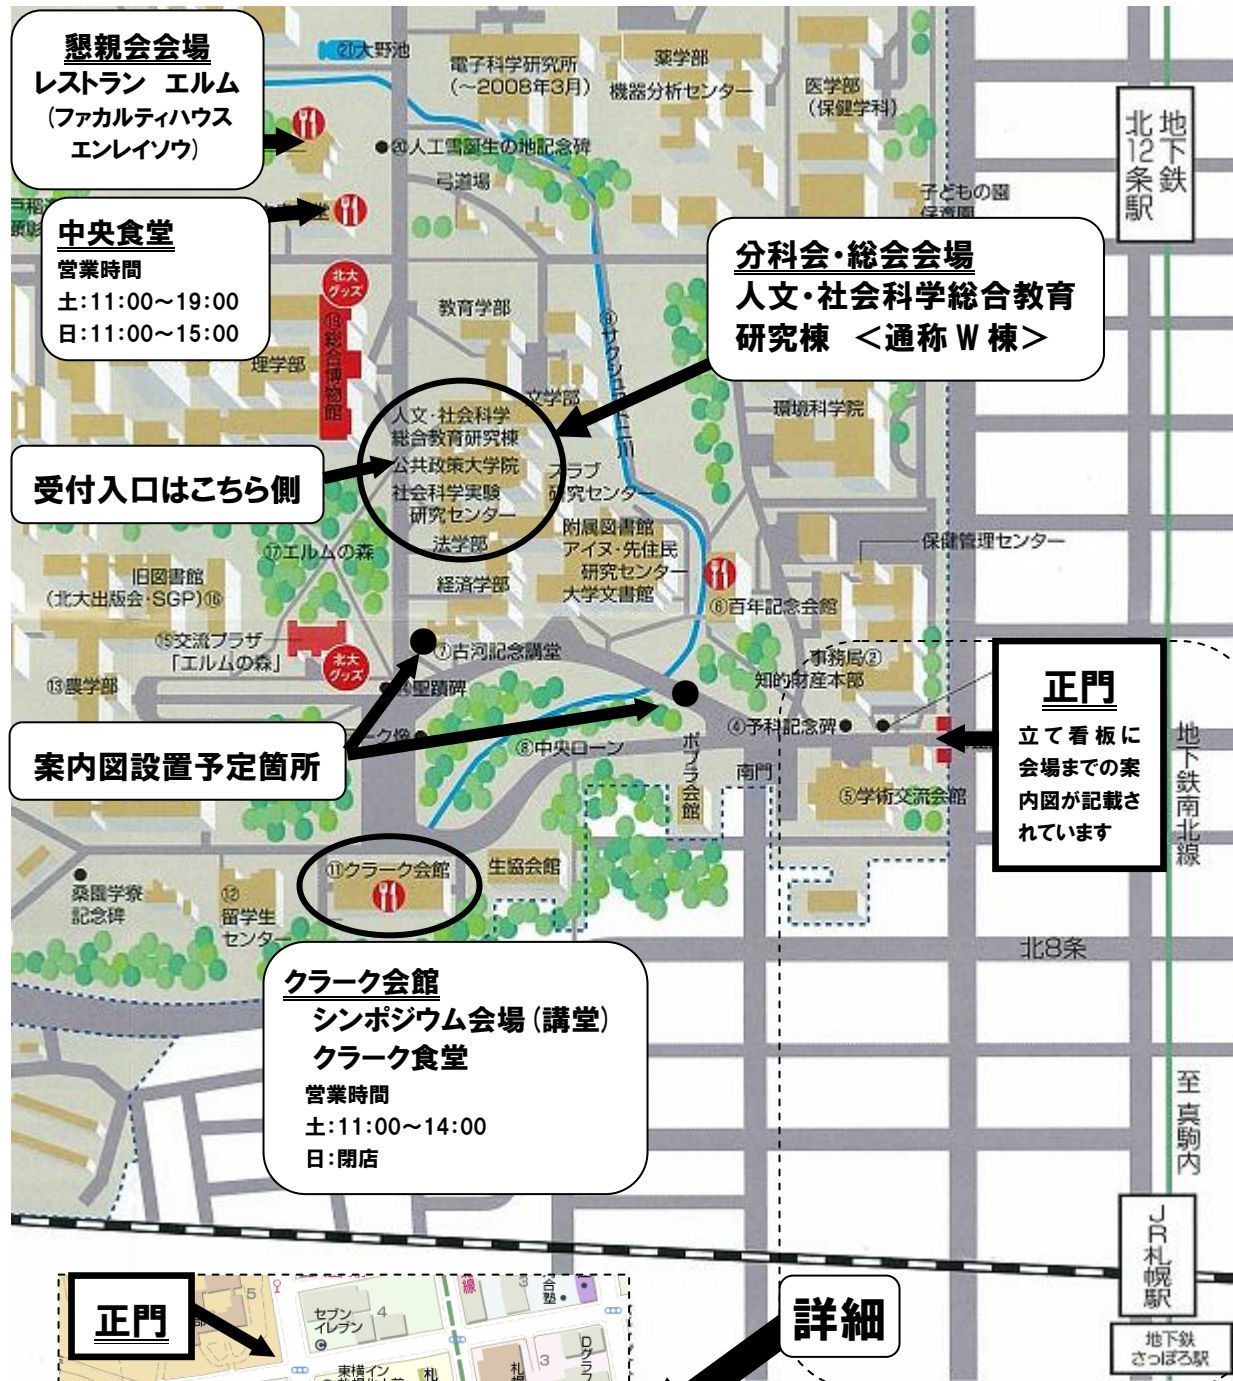 懇親会会場
レストラン エルム
(ファカルティハウス
エンレイソウ)
中央食堂
営業時間
土:11:00～19:00
日:11:00～15:00
㉑大野池
電子科学研究所
(～2008年3月)
薬学部
機器分析センター
医学部
(保健学科)
地下鉄
北12条駅
⑳人工雪誕生の地記念碑
弓道場
子どもの園
保育園
分科会・総会会場
人文・社会科学総合教育
研究棟 ＜通称W棟＞
北大
グッズ
⑲総合博物館
教育学部
⑨サクシュコトニ川
理学部
文学部
環境科学院
人文・社会科学
総合教育研究棟
公共政策大学院
社会科学実験
研究センター
スラブ
研究センター
受付入口はこちら側
法学部
経済学部
附属図書館
アイヌ・先住民
研究センター
大学文書館
保健管理センター
⑰エルムの森
旧図書館
(北大出版会・SGP)⑯
⑥百年記念会館
⑮交流プラザ
「エルムの森」
北大
グッズ
⑦古河記念講堂
事務局②
知的財産本部
⑬農学部
聖蹟碑
④予科記念碑
正門
立て看板に
会場までの案
内図が記載さ
れています
地下鉄南北線
案内図設置予定箇所
ーク像
⑧中央ローン
ポプラ会館
南門
⑤学術交流会館
⑪クラーク会館
生協会館
桑園学寮
記念碑
⑫
留学生
センター
北8条
クラーク会館
シンポジウム会場(講堂)
クラーク食堂
営業時間
土:11:00～14:00
日:閉店
至 真駒内
JR札幌駅
地下鉄
さっぽろ駅
正門
詳細
5
セブン
イレブン
4
線
3
合塾
東横イン
札
札
3
Dグラフ